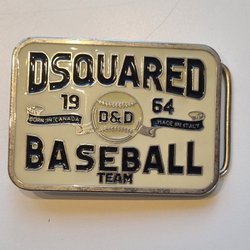 DSQUARED
19 64
D&D
BORN IN CANADA MADE IN ITALY
BASEBALL
TEAM